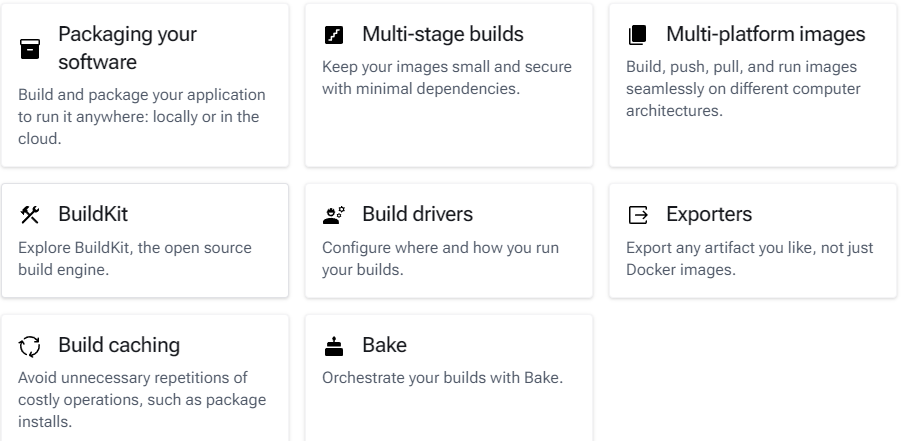 Packaging your
software
Build and package your application
to run it anywhere: locally or in the
cloud.
Multi-stage builds
Keep your images small and secure
with minimal dependencies.
Multi-platform images
Build, push, pull, and run images
seamlessly on different computer
architectures.
BuildKit
Explore BuildKit, the open source
build engine.
Build drivers
Configure where and how you run
your builds.
Exporters
Export any artifact you like, not just
Docker images.
Build caching
Avoid unnecessary repetitions of
costly operations, such as package
installs.
Bake
Orchestrate your builds with Bake.